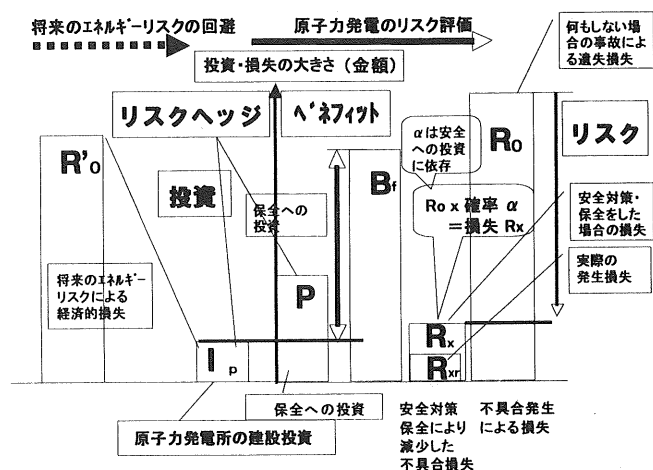 将来のエネルギーリスクの回避
原子力発電のリスク評価
何もしない場
合の事故によ
る遺失損失
投資・損失の大きさ（金額）
リスクヘッジ
ベネフィット
R'o
投資
保全への
投資
Bf
αは安全
への投資
に依存
Ro x 確率 α
＝損失 Rx
Ro
リスク
安全対策・
保全をした
場合の損失
実際の
発生損失
将来のエネルギー
リスクによる
経済的損失
P
Ip
Rx
Rxr
保全への投資
原子力発電所の建設投資
安全対策
保全により
減少した
不具合損失
不具合発生
による損失